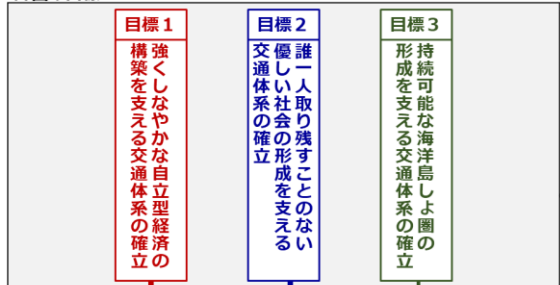 目標1
強くしなやかな自立型経済の
構築を支える交通体系の確立
目標2
誰一人取り残すことのない
優しい社会の形成を支える
交通体系の確立
目標3
持続可能な海洋島しょ圏の
形成を支える交通体系の確立